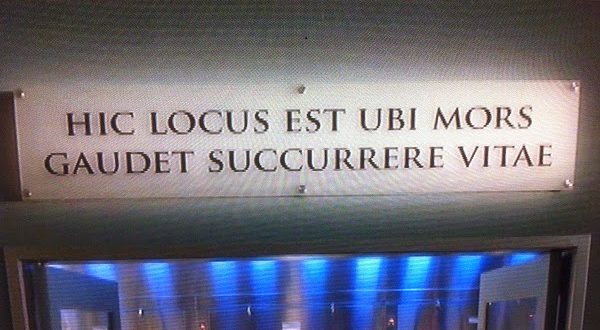 HIC LOCUS EST UBI MORS
GAUDET SUCCURRERE VITAE